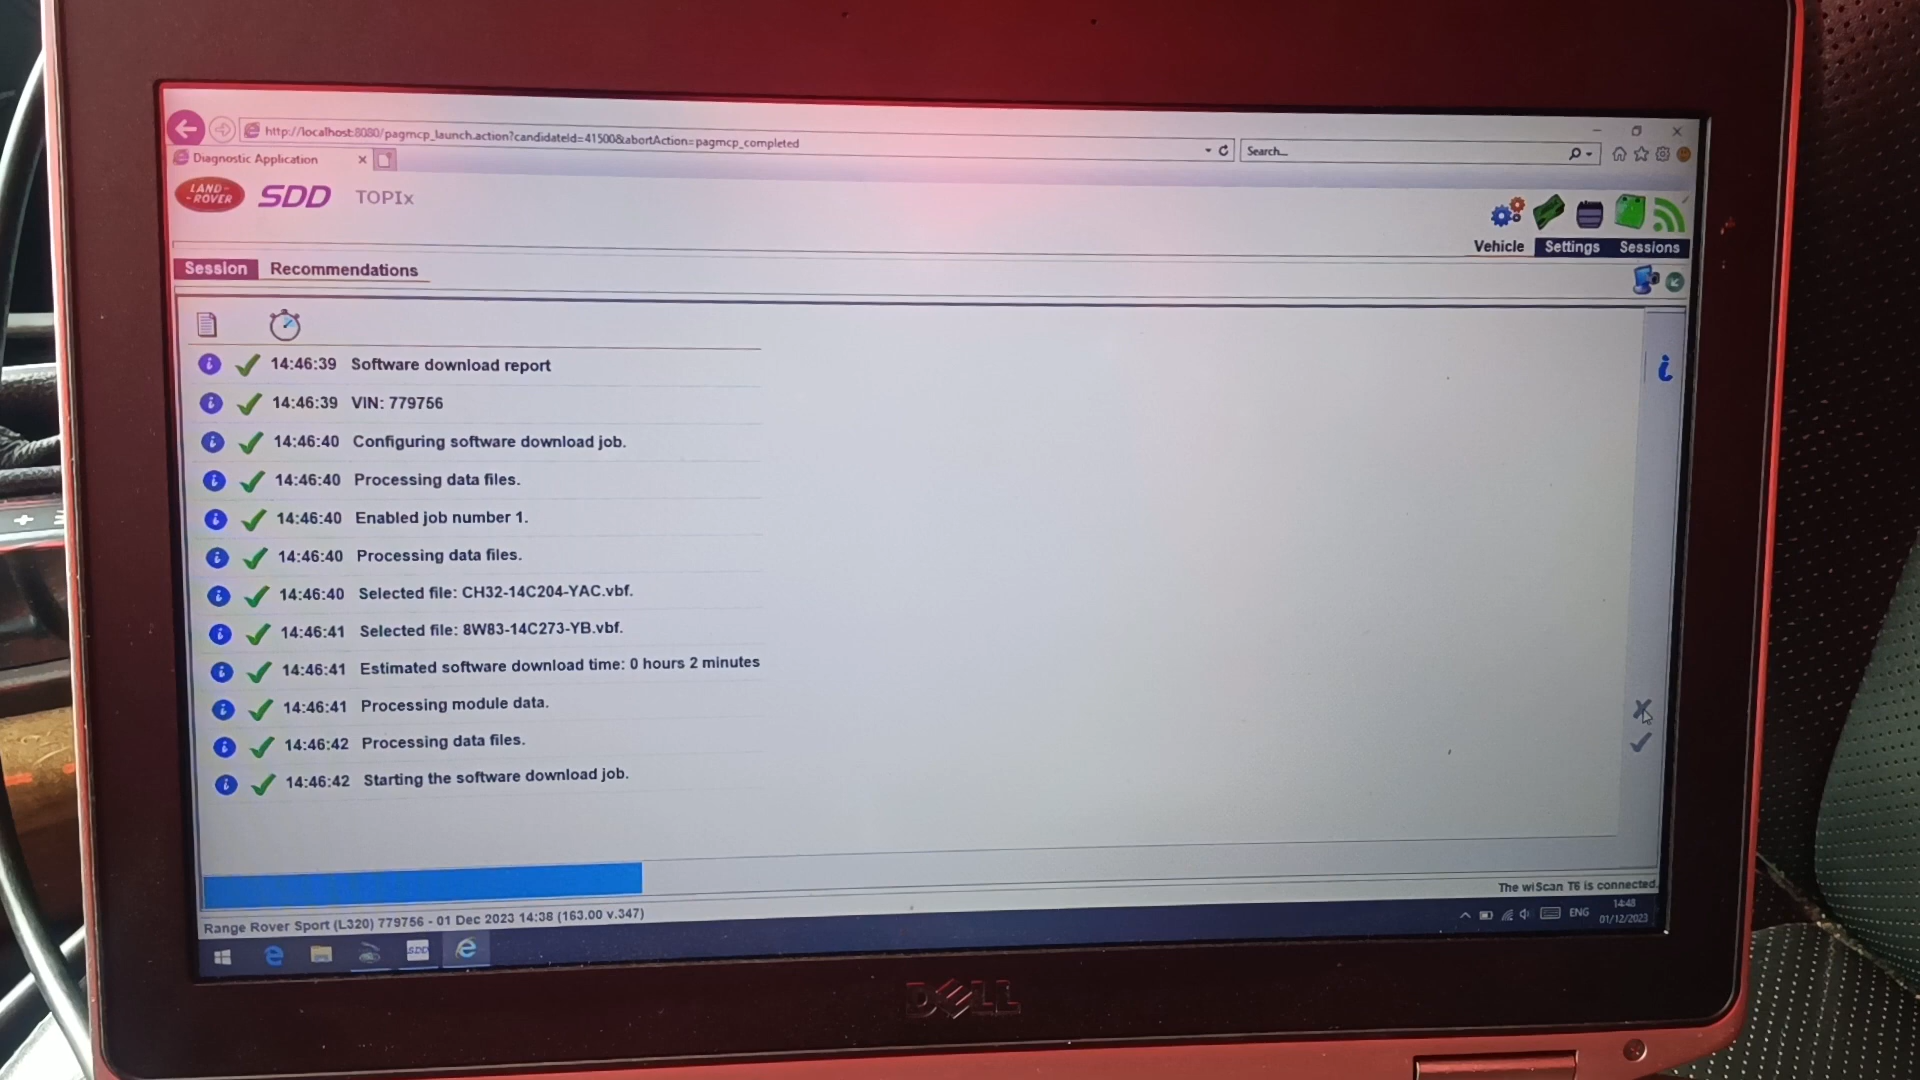 http://localhost:8080/pagmcp_launch.action?candidateId=41500&abortAction=pagmcp_completed
Search...
Diagnostic Application
LAND-
-ROVER
SDD TOPIx
Vehicle Settings Sessions
Session Recommendations
14:46:39 Software download report
14:46:39 VIN: 779756
14:46:40 Configuring software download job.
14:46:40 Processing data files.
14:46:40 Enabled job number 1.
14:46:40 Processing data files.
14:46:40 Selected file: CH32-14C204-YAC.vbf.
14:46:41 Selected file: 8W83-14C273-YB.vbf.
14:46:41 Estimated software download time: 0 hours 2 minutes
14:46:41 Processing module data.
14:46:42 Processing data files.
14:46:42 Starting the software download job.
The wiScan T6 is connected.
Range Rover Sport (L320) 779756 - 01 Dec 2023 14:38 (163.00 v.347)
ENG
14:48
01/12/2023
SDD
DELL